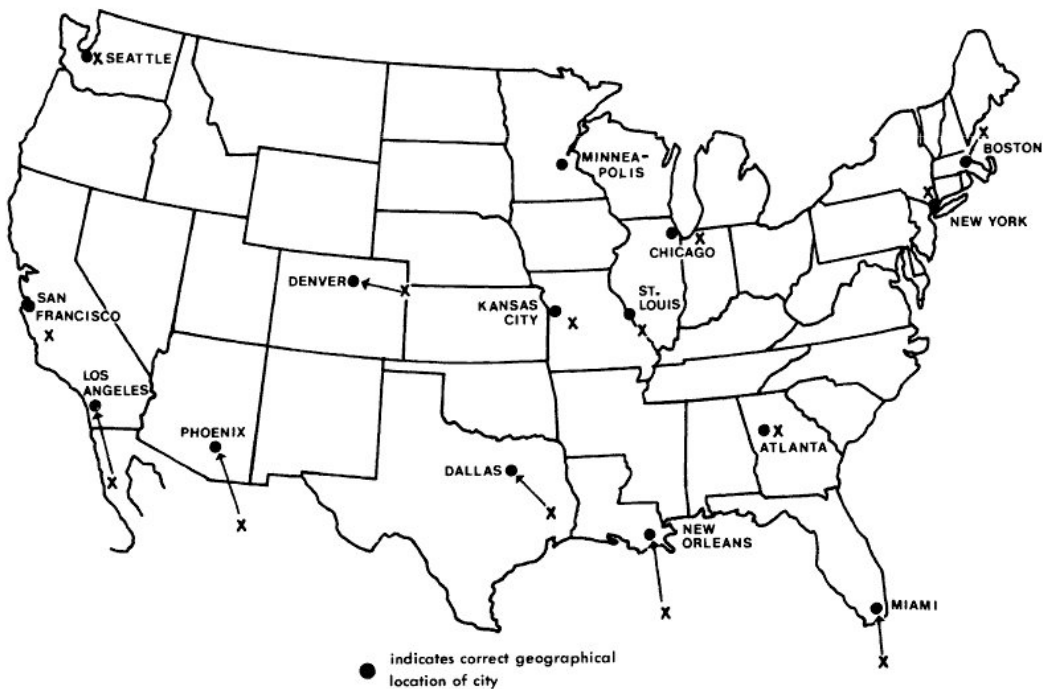 X SEATTLE
MINNEA-
POLIS
X
BOSTON
X
NEW YORK
CHICAGO
X
DENVER
X
SAN
FRANCISCO
X
KANSAS
CITY
X
ST.
LOUIS
X
LOS
ANGELES
X
PHOENIX
X
DALLAS
X
X
ATLANTA
NEW
ORLEANS
X
MIAMI
X
indicates correct geographical
location of city